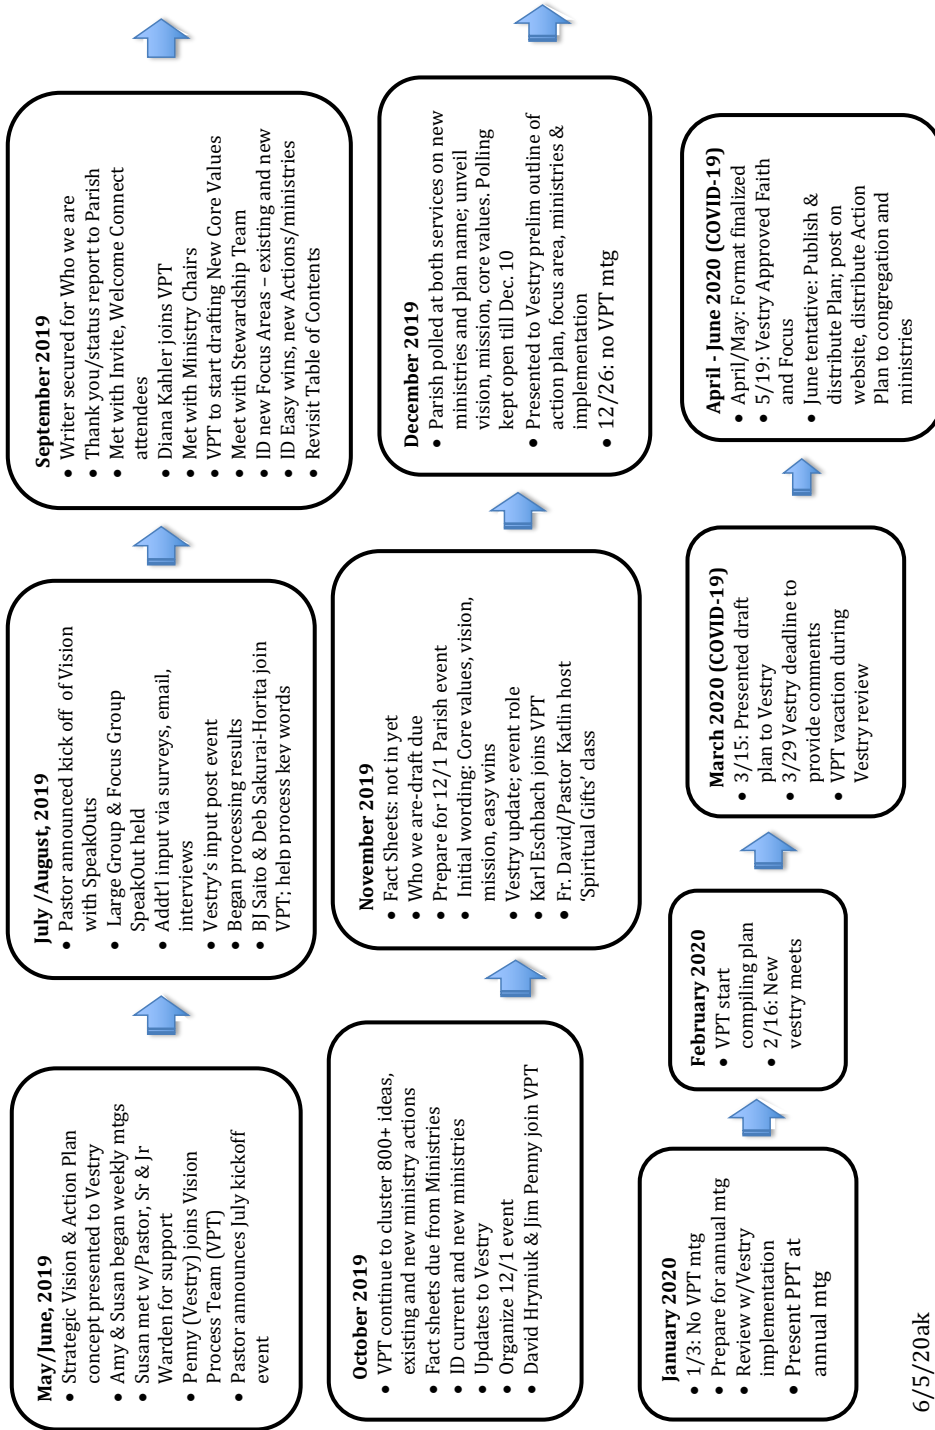 May/June, 2019
• Strategic Vision & Action Plan
concept presented to Vestry
• Amy & Susan began weekly mtgs
• Susan met w/Pastor, Sr & Jr
Warden for support
• Penny (Vestry) joins Vision
Process Team (VPT)
• Pastor announces July kickoff
event
July /August, 2019
• Pastor announced kick off of Vision
with SpeakOuts
• Large Group & Focus Group
SpeakOut held
• Addt'l input via surveys, email,
interviews
• Vestry's input post event
• Began processing results
• BJ Saito & Deb Sakurai-Horita join
VPT; help process key words
September 2019
• Writer secured for Who we are
• Thank you/status report to Parish
• Met with Invite, Welcome Connect
attendees
• Diana Kahler joins VPT
• Met with Ministry Chairs
• VPT to start drafting New Core Values
• Meet with Stewardship Team
• ID new Focus Areas – existing and new
• ID Easy wins, new Actions/ministries
• Revisit Table of Contents
October 2019
• VPT continue to cluster 800+ ideas,
existing and new ministry actions
• Fact sheets due from Ministries
• ID current and new ministries
• Updates to Vestry
• Organize 12/1 event
• David Hryniuk & Jim Penny join VPT
November 2019
• Fact Sheets: not in yet
• Who we are-draft due
• Prepare for 12/1 Parish event
• Initial wording: Core values, vision,
mission, easy wins
• Vestry update; event role
• Karl Eschbach joins VPT
• Fr. David/Pastor Katlin host
‘Spiritual Gifts’ class
December 2019
• Parish polled at both services on new
ministries and plan name; unveil
vision, mission, core values. Polling
kept open till Dec. 10
• Presented to Vestry prelim outline of
action plan, focus area, ministries &
implementation
• 12/26: no VPT mtg
January 2020
• 1/3: No VPT mtg
• Prepare for annual mtg
• Review w/Vestry
implementation
• Present PPT at
annual mtg
February 2020
• VPT start
compiling plan
• 2/16: New
vestry meets
March 2020 (COVID-19)
• 3/15: Presented draft
plan to Vestry
• 3/29 Vestry deadline to
provide comments
• VPT vacation during
Vestry review
April - June 2020 (COVID-19)
• April/May: Format finalized
• 5/19: Vestry Approved Faith
and Focus
• June tentative: Publish &
distribute Plan; post on
website, distribute Action
Plan to congregation and
ministries
6/5/20ak